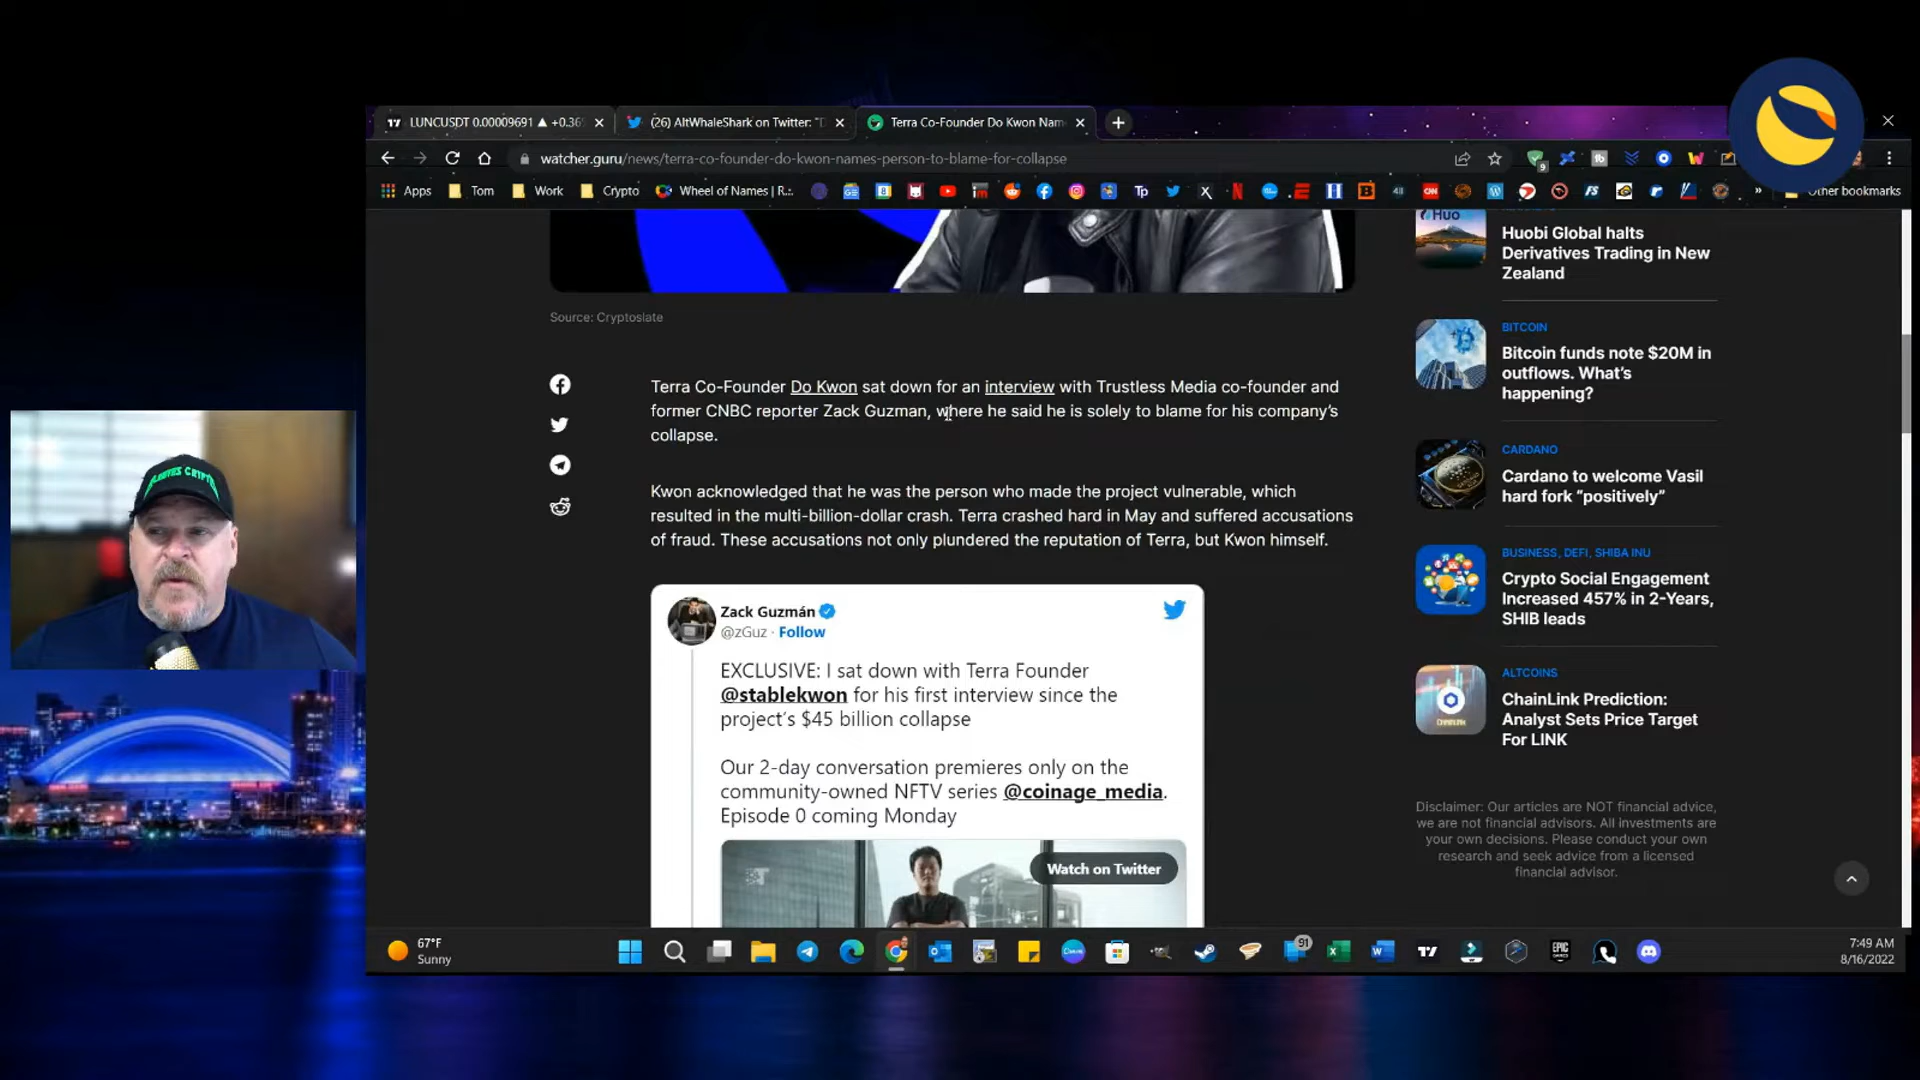 LUNCUSDT 0.00009691 ▲ +0.36
(26) AltWhaleShark on Twitter: "D
Terra Co-Founder Do Kwon Nam
watcher.guru/news/terra-co-founder-do-kwon-names-person-to-blame-for-collapse
Apps
Tom
Work
Crypto
Wheel of Names | R...
Other bookmarks
Source: Cryptoslate
Terra Co-Founder Do Kwon sat down for an interview with Trustless Media co-founder and
former CNBC reporter Zack Guzman, where he said he is solely to blame for his company's
collapse.
Kwon acknowledged that he was the person who made the project vulnerable, which
resulted in the multi-billion-dollar crash. Terra crashed hard in May and suffered accusations
of fraud. These accusations not only plundered the reputation of Terra, but Kwon himself.
Zack Guzmán
@zGuz · Follow
EXCLUSIVE: I sat down with Terra Founder
@stablekwon for his first interview since the
project's $45 billion collapse
Our 2-day conversation premieres only on the
community-owned NFTV series @coinage_media.
Episode 0 coming Monday
Watch on Twitter
Huo
Huobi Global halts
Derivatives Trading in New
Zealand
BITCOIN
Bitcoin funds note $20M in
outflows. What's
happening?
CARDANO
Cardano to welcome Vasil
hard fork "positively"
BUSINESS, DEFI, SHIBA INU
Crypto Social Engagement
Increased 457% in 2-Years,
SHIB leads
ALTCOINS
ChainLink Prediction:
Analyst Sets Price Target
For LINK
Disclaimer: Our articles are NOT financial advice,
we are not financial advisors. All investments are
your own decisions. Please conduct your own
research and seek advice from a licensed
financial advisor.
67°F
Sunny
91
7:49 AM
8/16/2022